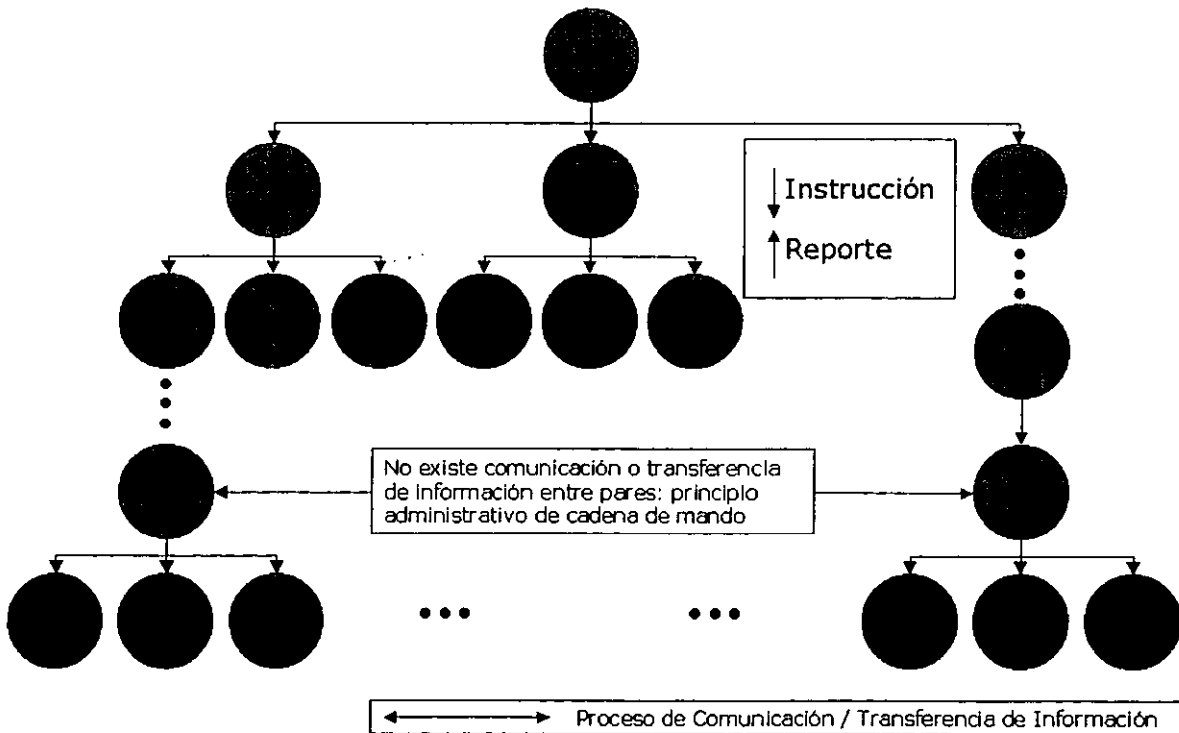 Instrucción
Reporte
No existe comunicación o transferencia
de información entre pares: principio
administrativo de cadena de mando
Proceso de Comunicación / Transferencia de Información